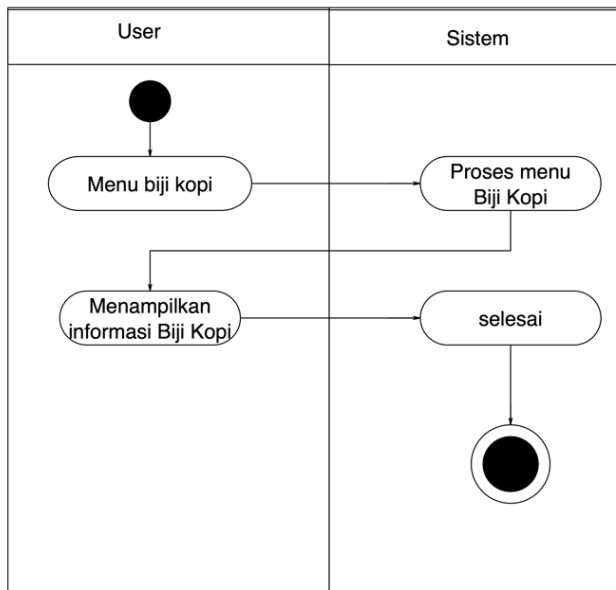 User
Sistem
Menu biji kopi
Proses menu
Biji Kopi
Menampilkan
informasi Biji Kopi
selesai